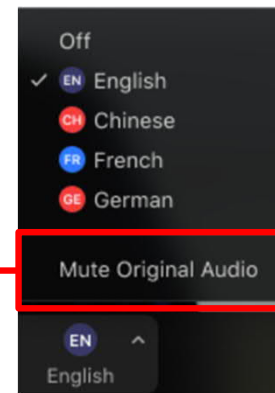 Off
EN English
CH Chinese
FR French
GE German
Mute Original Audio
EN
English